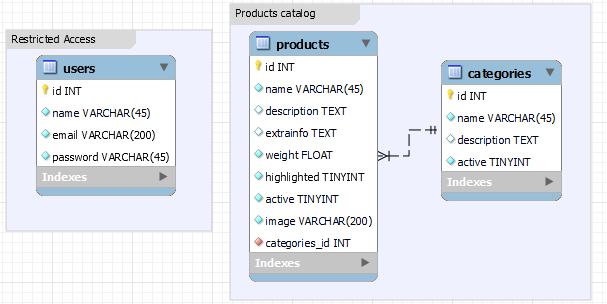 Restricted Access
users
id INT
name VARCHAR(45)
email VARCHAR(200)
password VARCHAR(45)
Indexes
Products catalog
products
id INT
name VARCHAR(45)
description TEXT
extrainfo TEXT
weight FLOAT
highlighted TINYINT
active TINYINT
image VARCHAR(200)
categories_id INT
Indexes
categories
id INT
name VARCHAR(45)
description TEXT
active TINYINT
Indexes